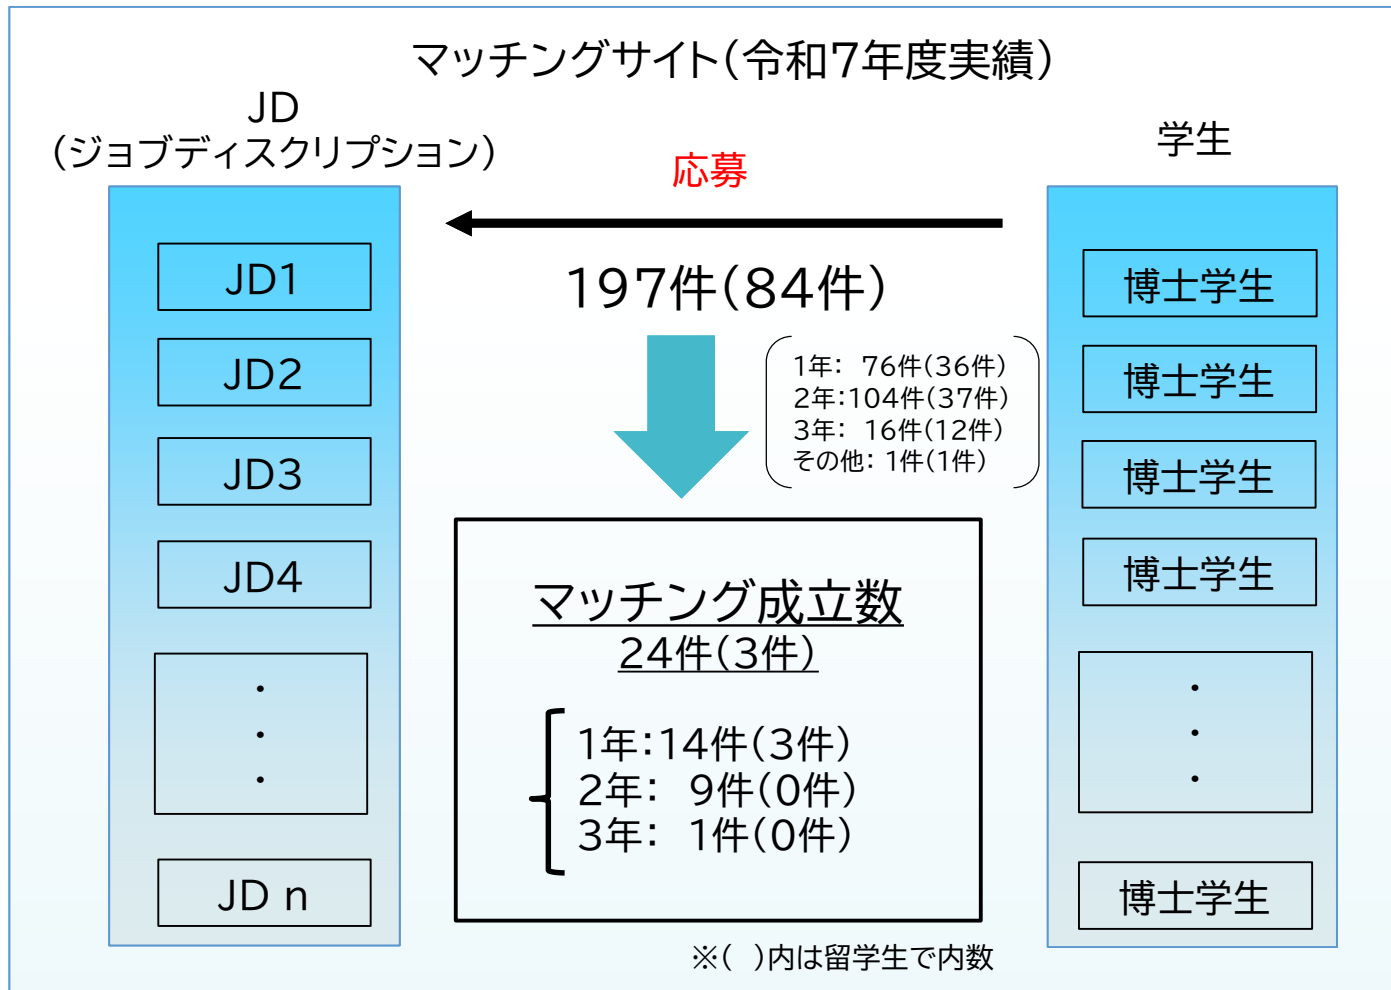 マッチングサイト(令和7年度実績)
JD
(ジョブディスクリプション)
JD1
JD2
JD3
JD4
・
・
・
JD n
応募
197件(84件)
1年: 76件(36件)
2年:104件(37件)
3年: 16件(12件)
その他: 1件(1件)
マッチング成立数
24件(3件)
1年:14件(3件)
2年: 9件(0件)
3年: 1件(0件)
学生
博士学生
博士学生
博士学生
博士学生
・
・
・
博士学生
※( )内は留学生で内数